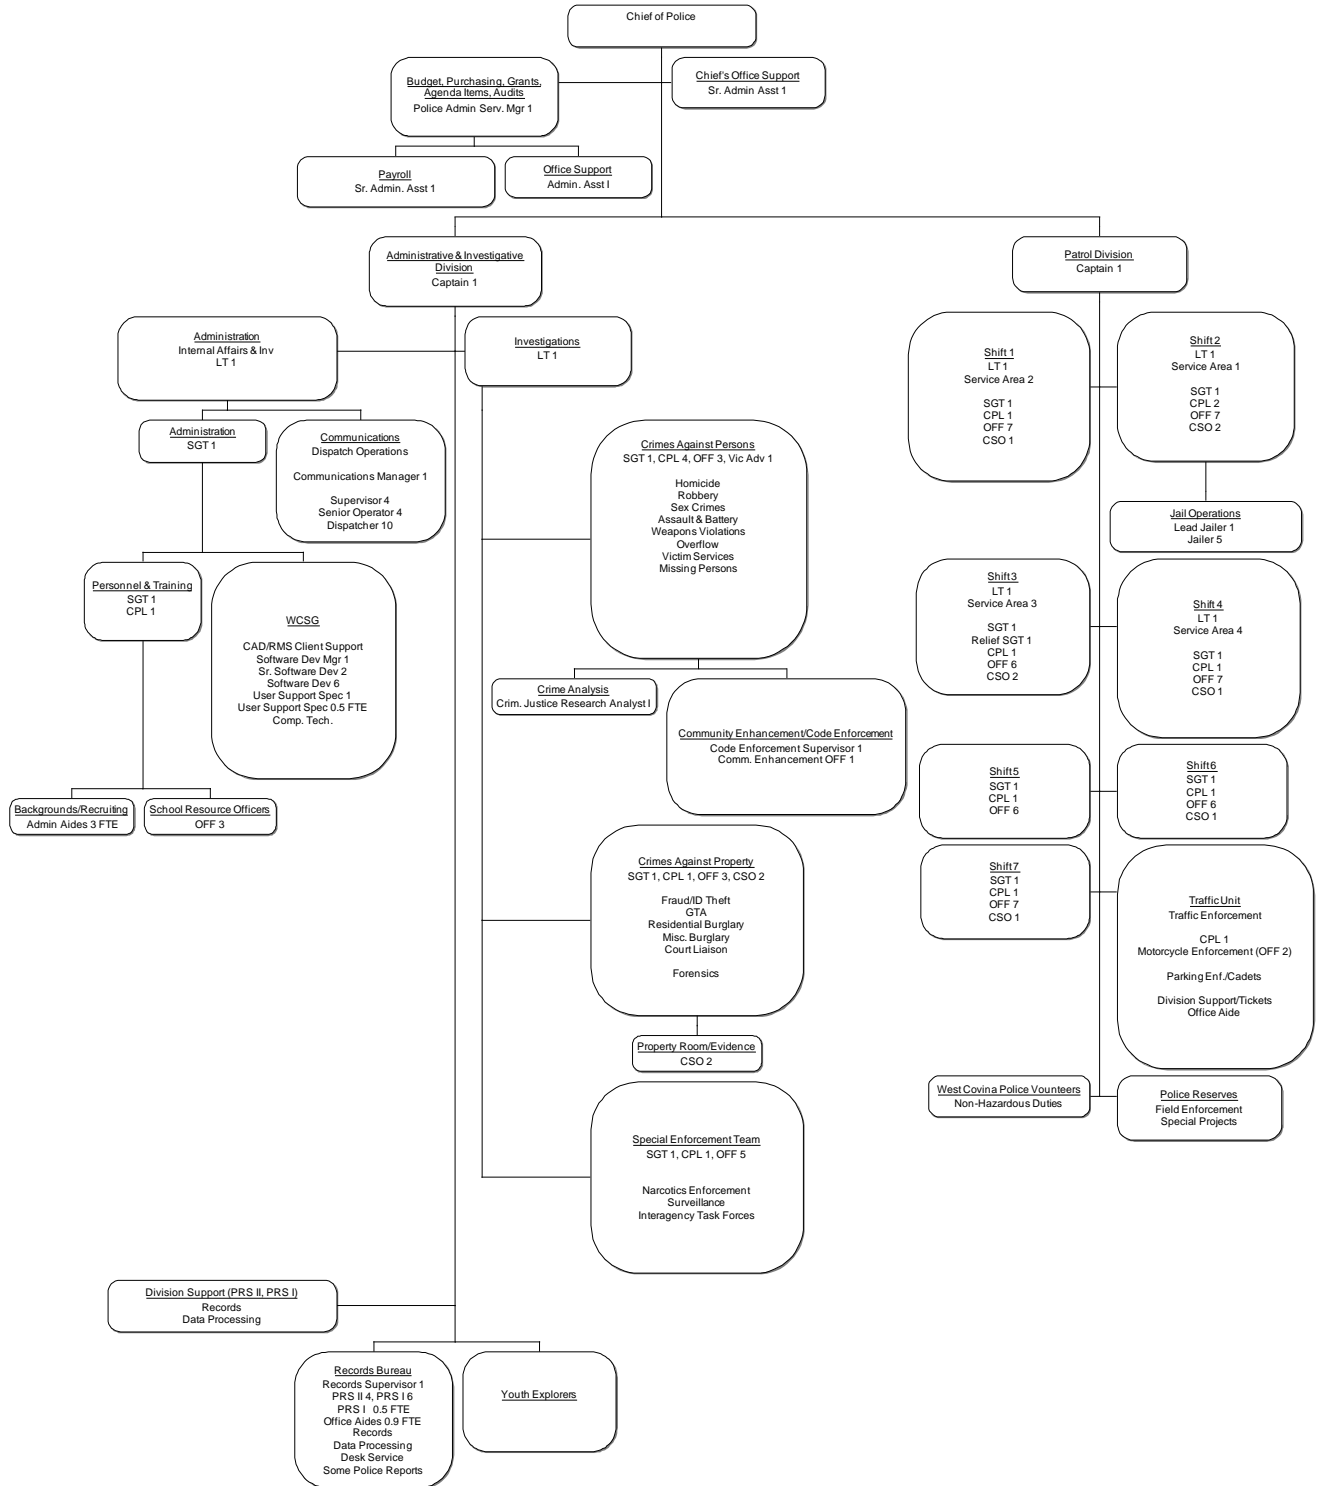 Chief of Police
Budget, Purchasing, Grants,
Agenda Items, Audits
Police Admin Serv. Mgr 1
Chief's Office Support
Sr. Admin Asst 1
Payroll
Sr. Admin. Asst 1
Office Support
Admin. Asst I
Administrative & Investigative
Division
Captain 1
Patrol Division
Captain 1
Administration
Internal Affairs & Inv
LT 1
Investigations
LT 1
Administration
SGT 1
Communications
Dispatch Operations
Communications Manager 1
Supervisor 4
Senior Operator 4
Dispatcher 10
Personnel & Training
SGT 1
CPL 1
WCSG
CAD/RMS Client Support
Software Dev Mgr 1
Sr. Software Dev 2
Software Dev 6
User Support Spec 1
User Support Spec 0.5 FTE
Comp. Tech.
Backgrounds/Recruiting
Admin Aides 3 FTE
School Resource Officers
OFF 3
Crimes Against Persons
SGT 1, CPL 4, OFF 3, Vic Adv 1
Homicide
Robbery
Sex Crimes
Assault & Battery
Weapons Violations
Overflow
Victim Services
Missing Persons
Crime Analysis
Crim. Justice Research Analyst I
Community Enhancement/Code Enforcement
Code Enforcement Supervisor 1
Comm. Enhancement OFF 1
Crimes Against Property
SGT 1, CPL 1, OFF 3, CSO 2
Fraud/ID Theft
GTA
Residential Burglary
Misc. Burglary
Court Liaison
Forensics
Property Room/Evidence
CSO 2
Special Enforcement Team
SGT 1, CPL 1, OFF 5
Narcotics Enforcement
Surveillance
Interagency Task Forces
Shift 1
LT 1
Service Area 2
SGT 1
CPL 1
OFF 7
CSO 1
Shift 2
LT 1
Service Area 1
SGT 1
CPL 2
OFF 7
CSO 2
Jail Operations
Lead Jailer 1
Jailer 5
Shift 3
LT 1
Service Area 3
SGT 1
Relief SGT 1
CPL 1
OFF 6
CSO 2
Shift 4
LT 1
Service Area 4
SGT 1
CPL 1
OFF 7
CSO 1
Shift 5
SGT 1
CPL 1
OFF 6
Shift 6
SGT 1
CPL 1
OFF 6
CSO 1
Shift 7
SGT 1
CPL 1
OFF 7
CSO 1
Traffic Unit
Traffic Enforcement
CPL 1
Motorcycle Enforcement (OFF 2)
Parking Enf./Cadets
Division Support/Tickets
Office Aide
West Covina Police Vounteers
Non-Hazardous Duties
Police Reserves
Field Enforcement
Special Projects
Division Support (PRS II, PRS I)
Records
Data Processing
Records Bureau
Records Supervisor 1
PRS II 4, PRS I 6
PRS I 0.5 FTE
Office Aides 0.9 FTE
Records
Data Processing
Desk Service
Some Police Reports
Youth Explorers